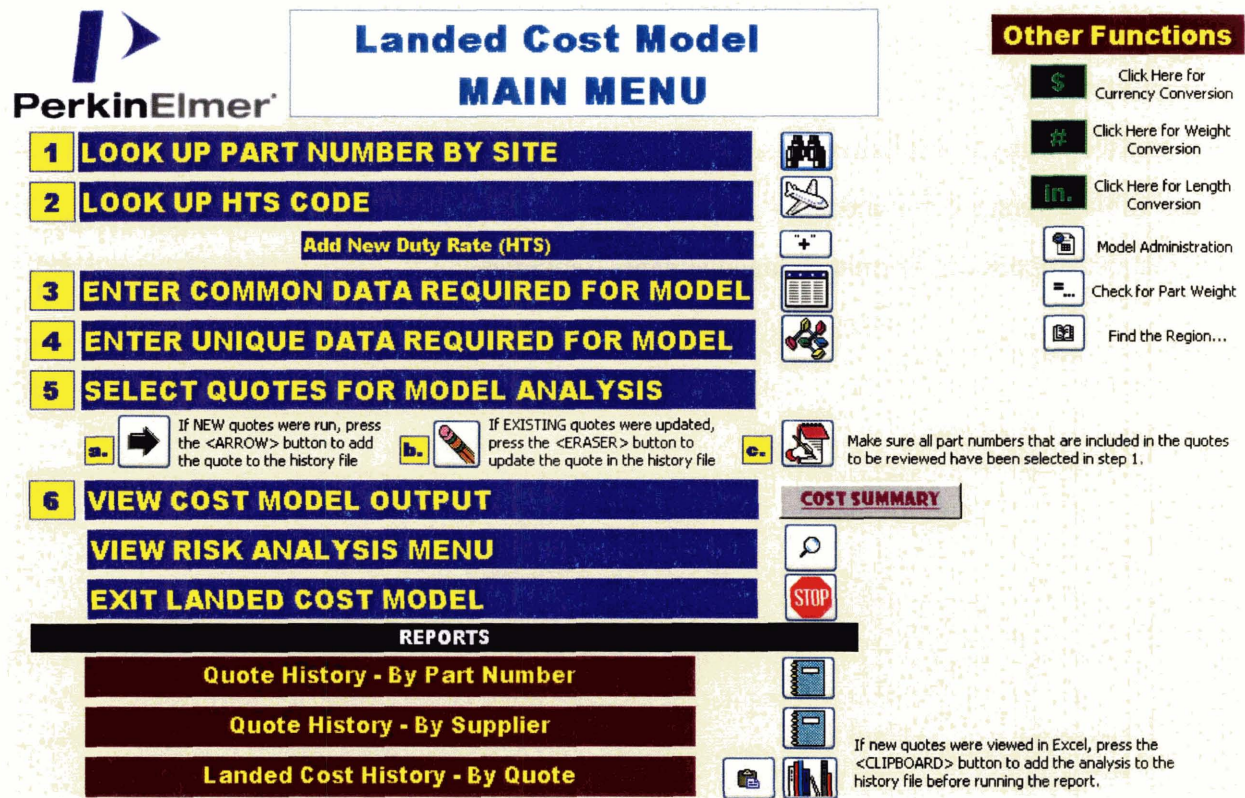 PerkinElmer®
Landed Cost Model
MAIN MENU
1 LOOK UP PART NUMBER BY SITE
2 LOOK UP HTS CODE
Add New Duty Rate (HTS)
"+"
3 ENTER COMMON DATA REQUIRED FOR MODEL
4 ENTER UNIQUE DATA REQUIRED FOR MODEL
5 SELECT QUOTES FOR MODEL ANALYSIS
a.
If NEW quotes were run, press
the <ARROW> button to add
the quote to the history file
b.
If EXISTING quotes were updated,
press the <ERASER> button to
update the quote in the history file
c.
Make sure all part numbers that are included in the quotes
to be reviewed have been selected in step 1.
6 VIEW COST MODEL OUTPUT
COST SUMMARY
VIEW RISK ANALYSIS MENU
EXIT LANDED COST MODEL
STOP
REPORTS
Quote History - By Part Number
Quote History - By Supplier
Landed Cost History - By Quote
If new quotes were viewed in Excel, press the
<CLIPBOARD> button to add the analysis to the
history file before running the report.
Other Functions
$
Click Here for
Currency Conversion
#
Click Here for Weight
Conversion
in.
Click Here for Length
Conversion
Model Administration
=...
Check for Part Weight
Find the Region...